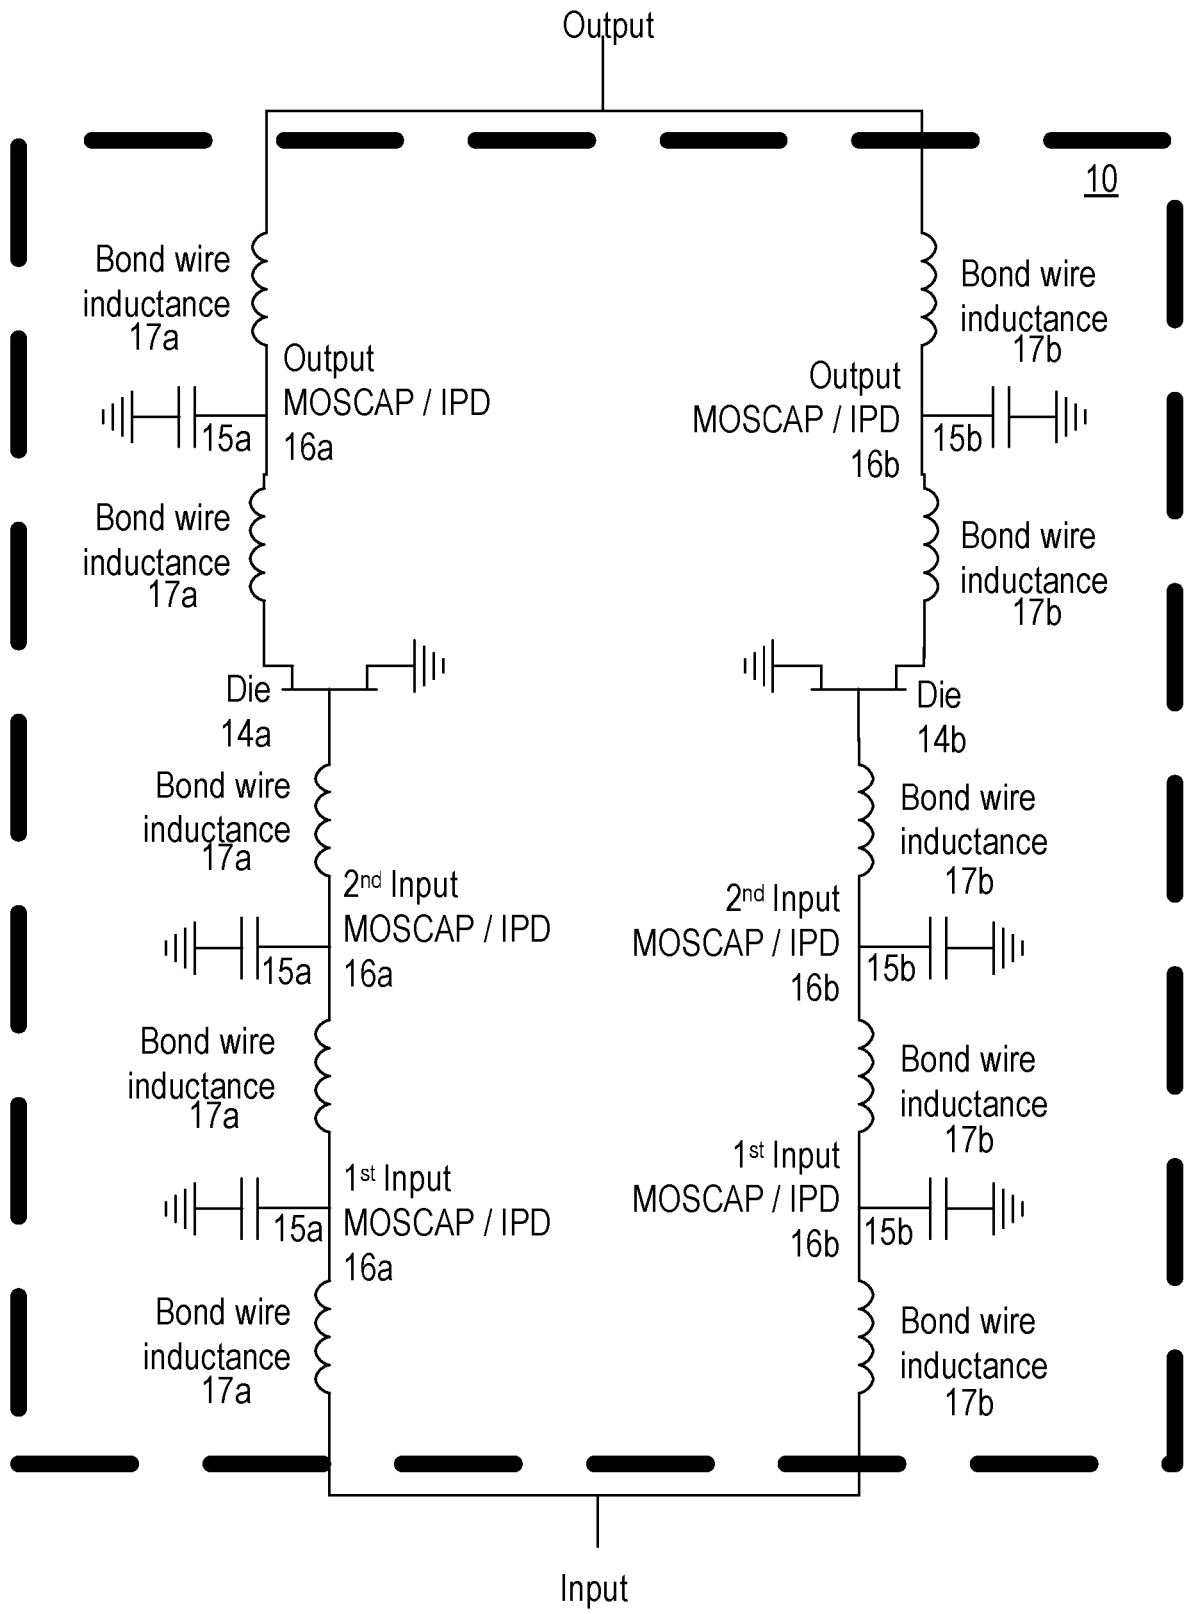 Output
10
Bond wire
inductance
17a
Bond wire
inductance
17b
Output
MOSCAP / IPD
16a
15a
Output
MOSCAP / IPD
16b
15b
Bond wire
inductance
17a
Bond wire
inductance
17b
Die
14a
Die
14b
Bond wire
inductance
17a
Bond wire
inductance
17b
2nd Input
MOSCAP / IPD
16a
15a
2nd Input
MOSCAP / IPD
16b
15b
Bond wire
inductance
17a
Bond wire
inductance
17b
1st Input
MOSCAP / IPD
16a
15a
1st Input
MOSCAP / IPD
16b
15b
Bond wire
inductance
17a
Bond wire
inductance
17b
Input